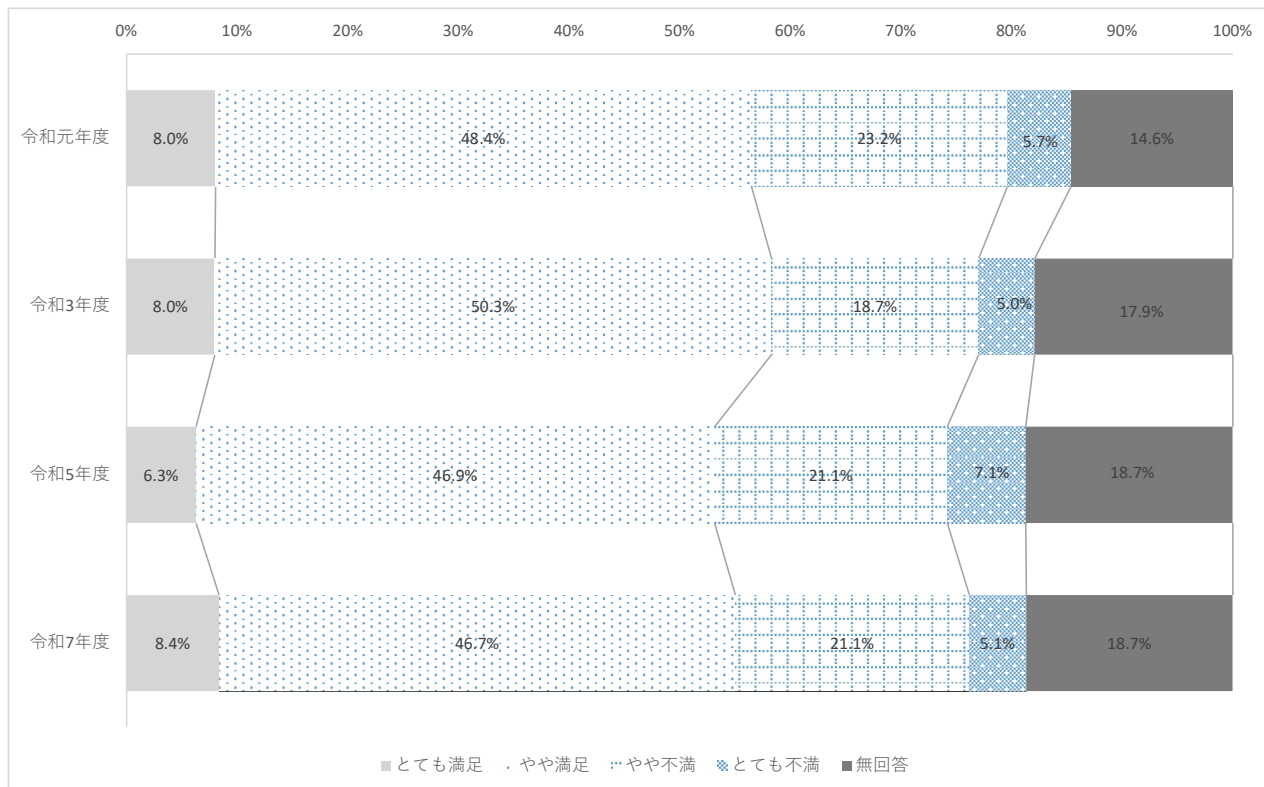 0% 10% 20% 30% 40% 50% 60% 70% 80% 90% 100%
令和元年度 8.0% 48.4% 23.2% 5.7% 14.6%
令和3年度 8.0% 50.3% 18.7% 5.0% 17.9%
令和5年度 6.3% 46.9% 21.1% 7.1% 18.7%
令和7年度 8.4% 46.7% 21.1% 5.1% 18.7%
とても満足 やや満足 やや不満 とても不満 無回答